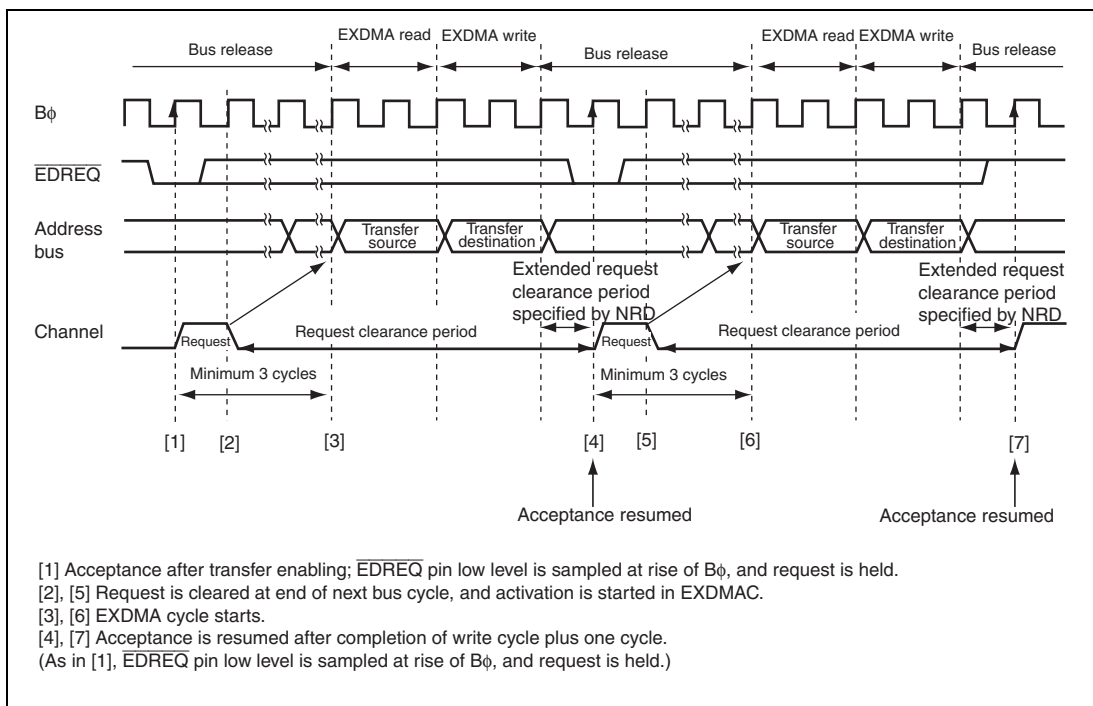 EXDMA read EXDMA write EXDMA read EXDMA write
Bus release Bus release Bus release
Bφ
EDREQ
Address bus
Transfer source
Transfer destination
Transfer source
Transfer destination
Extended request
clearance period
specified by NRD
Extended request
clearance period
specified by NRD
Channel
Request
Request clearance period
Request
Request clearance period
Minimum 3 cycles
Minimum 3 cycles
[1] [2] [3] [4] [5] [6] [7]
Acceptance resumed Acceptance resumed
[1] Acceptance after transfer enabling; EDREQ pin low level is sampled at rise of Bφ, and request is held.
[2], [5] Request is cleared at end of next bus cycle, and activation is started in EXDMAC.
[3], [6] EXDMA cycle starts.
[4], [7] Acceptance is resumed after completion of write cycle plus one cycle.
(As in [1], EDREQ pin low level is sampled at rise of Bφ, and request is held.)